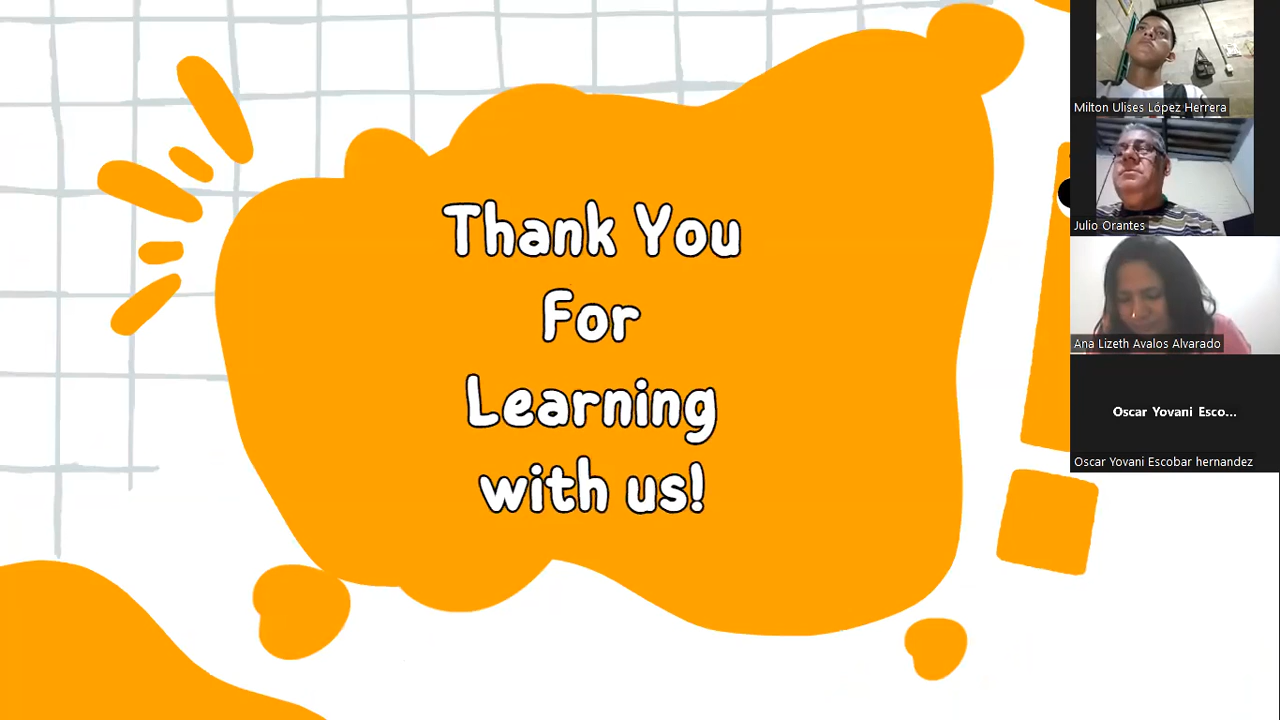 Thank You
For
Learning
with us!
Milton Ulises López Herrera
Julio Orantes
Ana Lizeth Avalos Alvarado
Oscar Yovani Esco...
Oscar Yovani Escobar hernandez